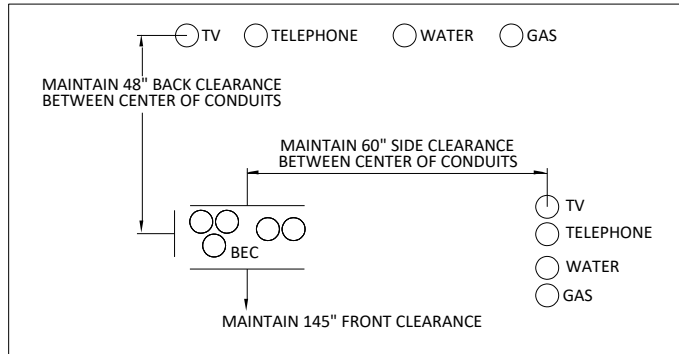 TV
TELEPHONE
WATER
GAS
MAINTAIN 48" BACK CLEARANCE
BETWEEN CENTER OF CONDUITS
MAINTAIN 60" SIDE CLEARANCE
BETWEEN CENTER OF CONDUITS
TV
TELEPHONE
BEC
WATER
GAS
MAINTAIN 145" FRONT CLEARANCE